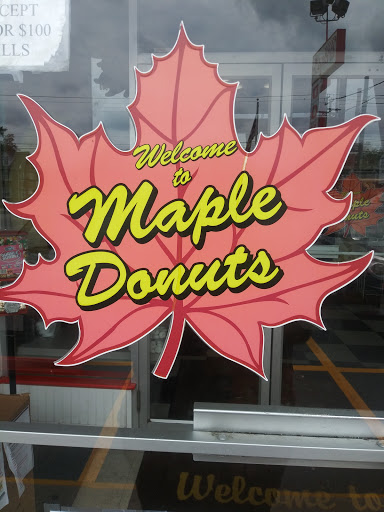 CEPT
OR $100
LLS
Welcome
to
Maple
Donuts
Welcome to